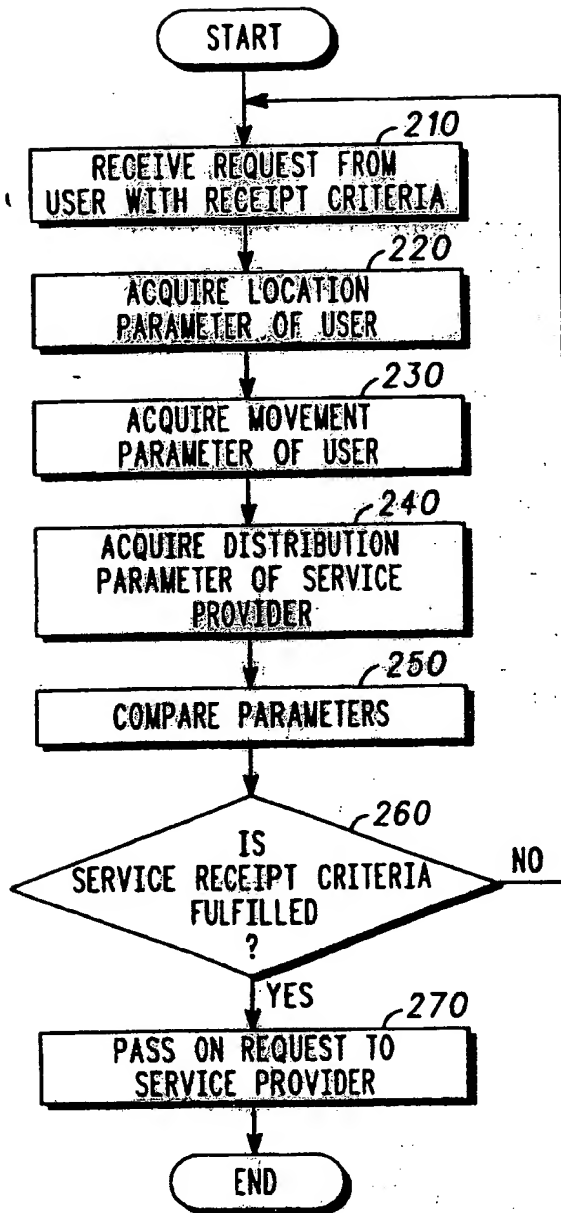 START
210
RECEIVE REQUEST FROM
USER WITH RECEIPT CRITERIA
220
ACQUIRE LOCATION
PARAMETER OF USER
230
ACQUIRE MOVEMENT
PARAMETER OF USER
240
ACQUIRE DISTRIBUTION
PARAMETER OF SERVICE
PROVIDER
250
COMPARE PARAMETERS
260
IS
SERVICE RECEIPT CRITERIA
FULFILLED
?
NO
YES
270
PASS ON REQUEST TO
SERVICE PROVIDER
END